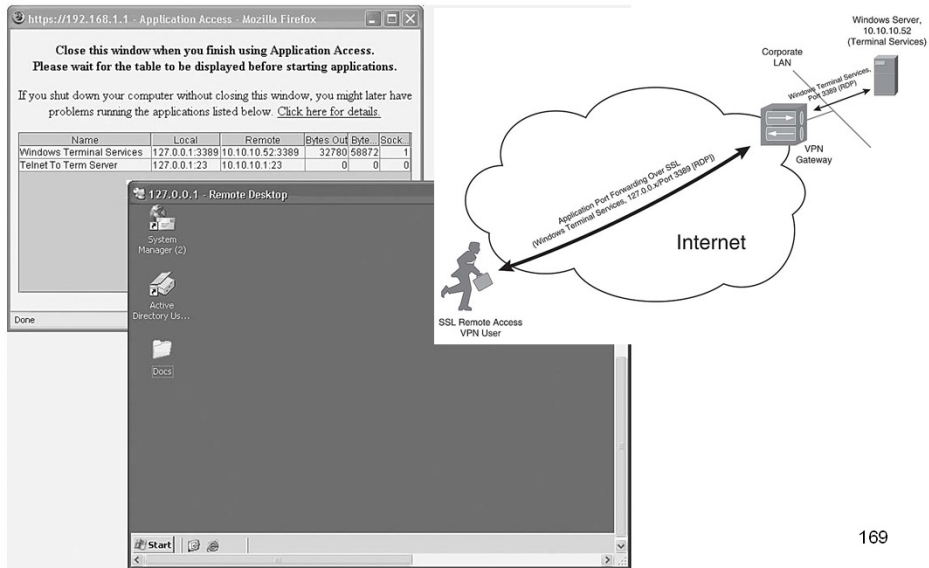 https://192.168.1.1 - Application Access - Mozilla Firefox
Close this window when you finish using Application Access.
Please wait for the table to be displayed before starting applications.
If you shut down your computer without closing this window, you might later have
problems running the applications listed below. Click here for details.
Name Local Remote Bytes Out Byte... Sock...
Windows Terminal Services 127.0.0.1:3389 10.10.10.52:3389 32780 58872 1
Telnet To Term Server 127.0.0.1:23 10.10.10.1:23 0 0 0
Done
127.0.0.1 - Remote Desktop
System
Manager (2)
Active
Directory Us...
Docs
Start
Windows Server,
10.10.10.52
(Terminal Services)
Corporate
LAN
Windows Terminal Services,
Port 3389 (RDP)
VPN
Gateway
Application Port Forwarding Over SSL
(Windows Terminal Services, 127.0.0.x/Port 3389 [RDP])
Internet
SSL Remote Access
VPN User
169